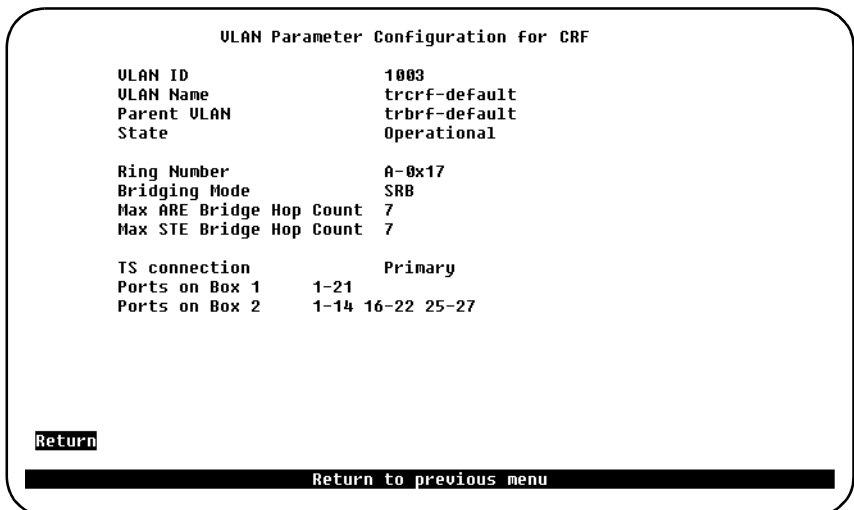 VLAN Parameter Configuration for CRF
VLAN ID 1003
VLAN Name trcrf-default
Parent VLAN trbrf-default
State Operational
Ring Number A-0x17
Bridging Mode SRB
Max ARE Bridge Hop Count 7
Max STE Bridge Hop Count 7
TS connection Primary
Ports on Box 1 1-21
Ports on Box 2 1-14 16-22 25-27
Return
Return to previous menu